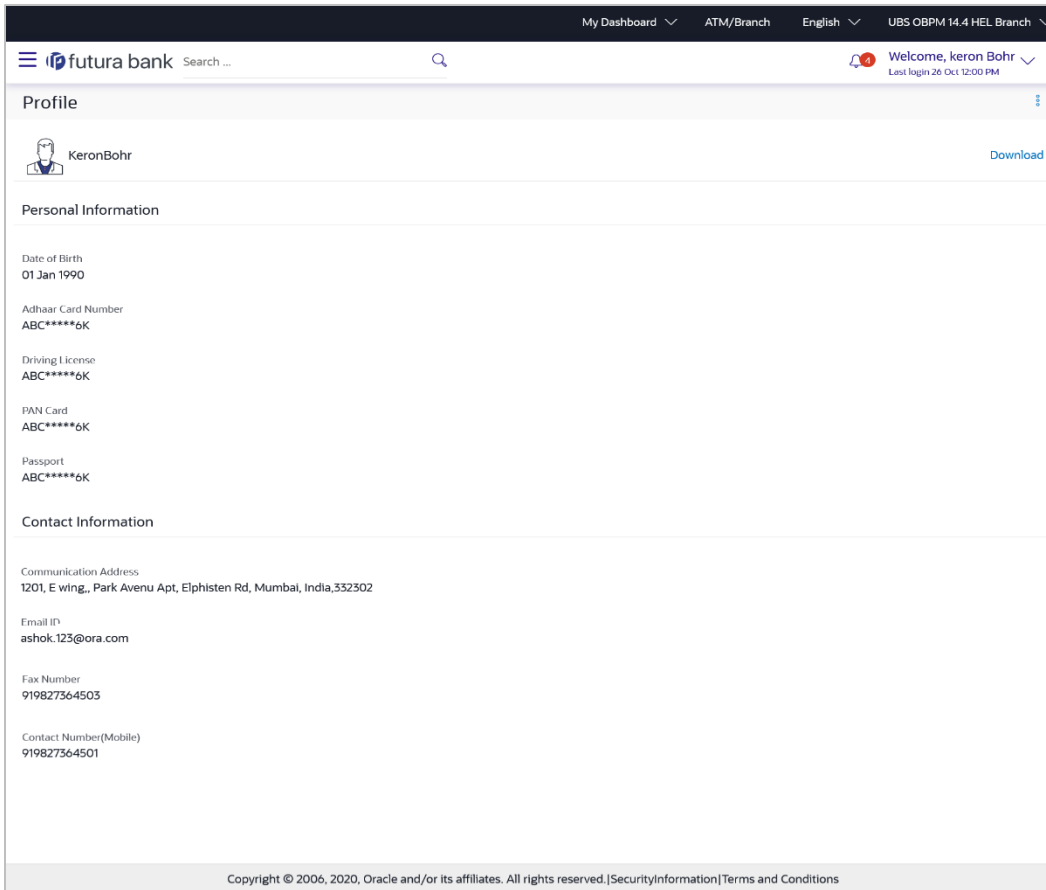 My Dashboard ATM/Branch English UBS OBPM 14.4 HEL Branch
futura bank Search ... 4 Welcome, keron Bohr
Last login 26 Oct 12:00 PM
Profile
KeronBohr Download
Personal Information
Date of Birth
01 Jan 1990
Adhaar Card Number
ABC*****6K
Driving License
ABC*****6K
PAN Card
ABC*****6K
Passport
ABC*****6K
Contact Information
Communication Address
1201, E wing,, Park Avenu Apt, Elphisten Rd, Mumbai, India,332302
Email ID
ashok.123@ora.com
Fax Number
919827364503
Contact Number(Mobile)
919827364501
Copyright © 2006, 2020, Oracle and/or its affiliates. All rights reserved.|SecurityInformation|Terms and Conditions